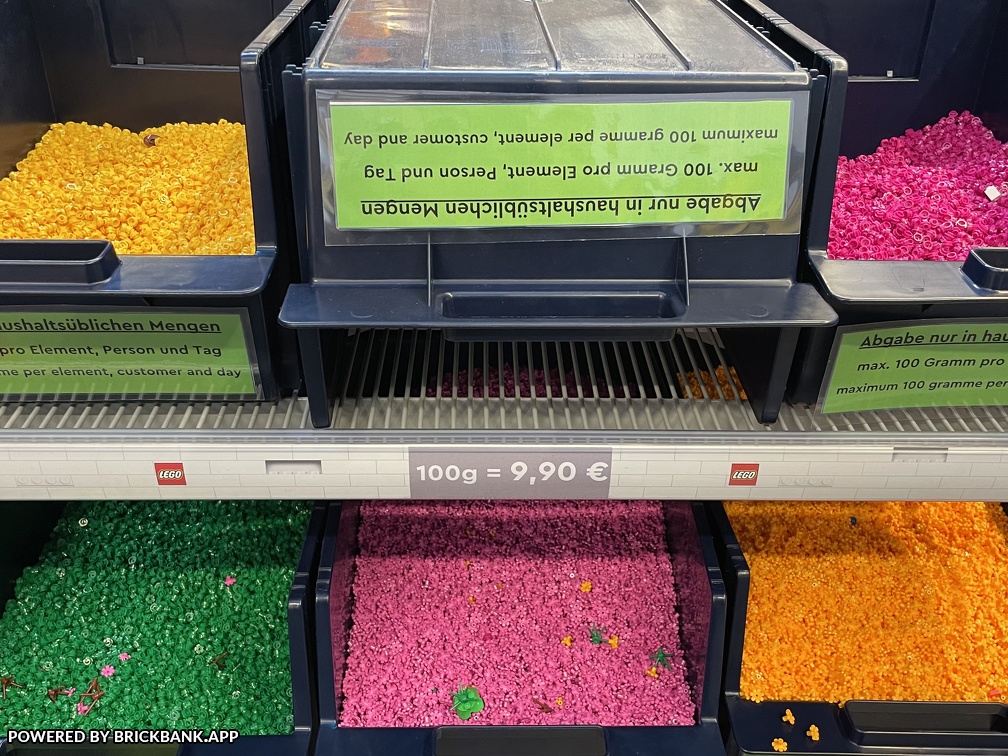 Abgabe nur in haushaltsüblichen Mengen
max. 100 Gramm pro Element, Person und Tag
maximum 100 gramme per element, customer and day
ushaltsüblichen Mengen
pro Element, Person und Tag
me per element, customer and day
Abgabe nur in hau
max. 100 Gramm pro
maximum 100 gramme per
LEGO
100g = 9,90 €
LEGO
POWERED BY BRICKBANK.APP